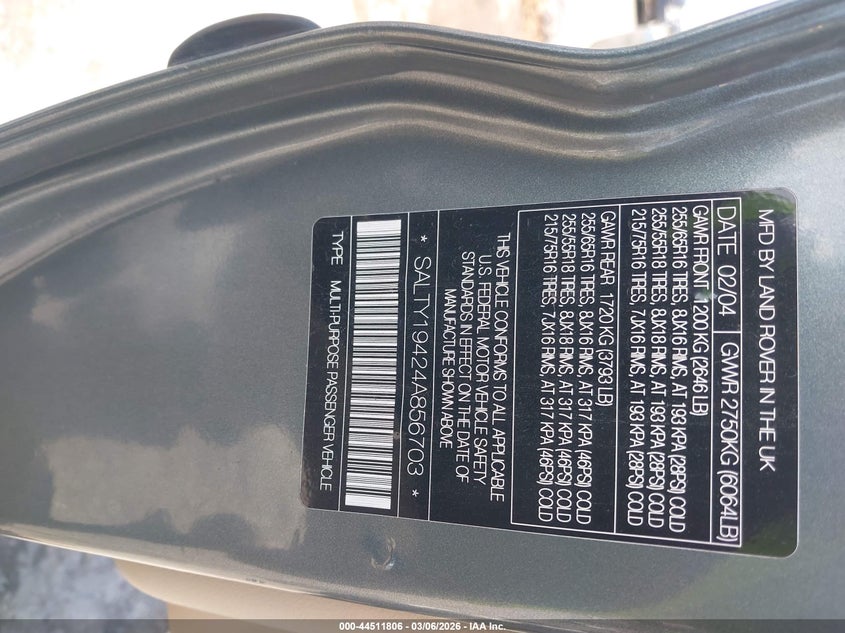 MFD BY LAND ROVER IN THE UK
DATE 02/04 GVWR 2750KG (6064LB)
GAWR FRONT 1200 KG (2646 LB)
255/65R16 TIRES, 8JX16 RIMS, AT 193 KPA (28PSI) COLD
255/55R18 TIRES, 8JX18 RIMS, AT 193 KPA (28PSI) COLD
215/75R16 TIRES, 7JX16 RIMS, AT 193 KPA (28PSI) COLD
GAWR REAR 1720 KG (3793 LB)
255/65R16 TIRES, 8JX16 RIMS, AT 317 KPA (46PSI) COLD
255/55R18 TIRES, 8JX18 RIMS, AT 317 KPA (46PSI) COLD
215/75R16 TIRES, 7JX16 RIMS, AT 317 KPA (46PSI) COLD
THIS VEHICLE CONFORMS TO ALL APPLICABLE
U.S. FEDERAL MOTOR VEHICLE SAFETY
STANDARDS IN EFFECT ON THE DATE OF
MANUFACTURE SHOWN ABOVE
* SALTY19424A856703 *
TYPE MULTI-PURPOSE PASSENGER VEHICLE
000-44511806 - 03/06/2026 - IAA Inc.